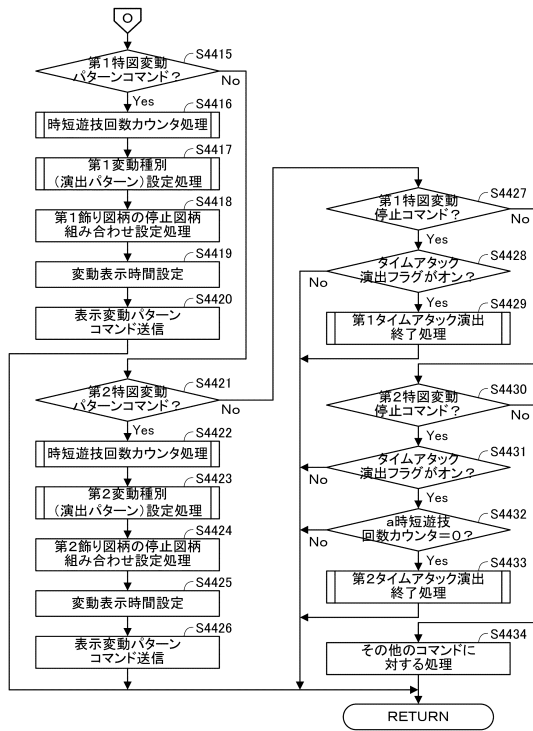 O
S4415
第1特図変動
パターンコマンド？
No
Yes
S4416
時短遊技回数カウンタ処理
S4417
第1変動種別
(演出パターン)設定処理
S4418
第1飾り図柄の停止図柄
組み合わせ設定処理
S4419
変動表示時間設定
S4420
表示変動パターン
コマンド送信
S4421
第2特図変動
パターンコマンド？
No
Yes
S4422
時短遊技回数カウンタ処理
S4423
第2変動種別
(演出パターン)設定処理
S4424
第2飾り図柄の停止図柄
組み合わせ設定処理
S4425
変動表示時間設定
S4426
表示変動パターン
コマンド送信
S4427
第1特図変動
停止コマンド？
No
Yes
S4428
タイムアタック
演出フラグがオン？
No
Yes
S4429
第1タイムアタック演出
終了処理
S4430
第2特図変動
停止コマンド？
No
Yes
S4431
タイムアタック
演出フラグがオン？
No
Yes
S4432
a時短遊技
回数カウンタ＝0？
No
Yes
S4433
第2タイムアタック演出
終了処理
S4434
その他のコマンドに
対する処理
RETURN